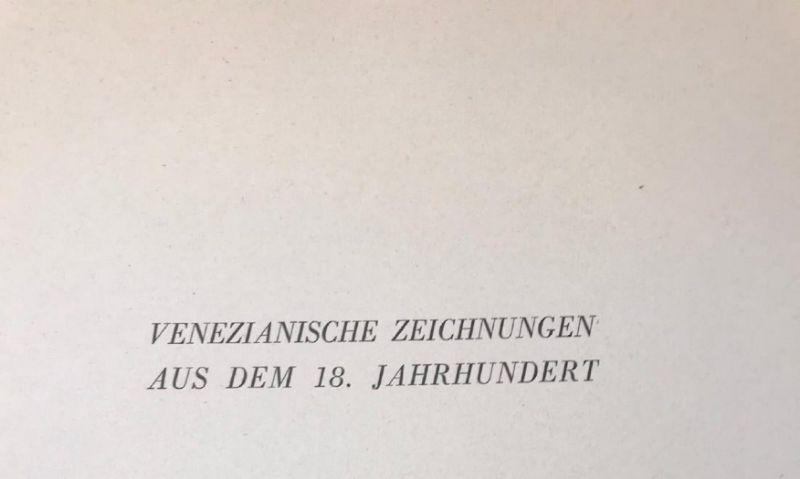 VENEZIANISCHE ZEICHNUNGEN
AUS DEM 18. JAHRHUNDERT